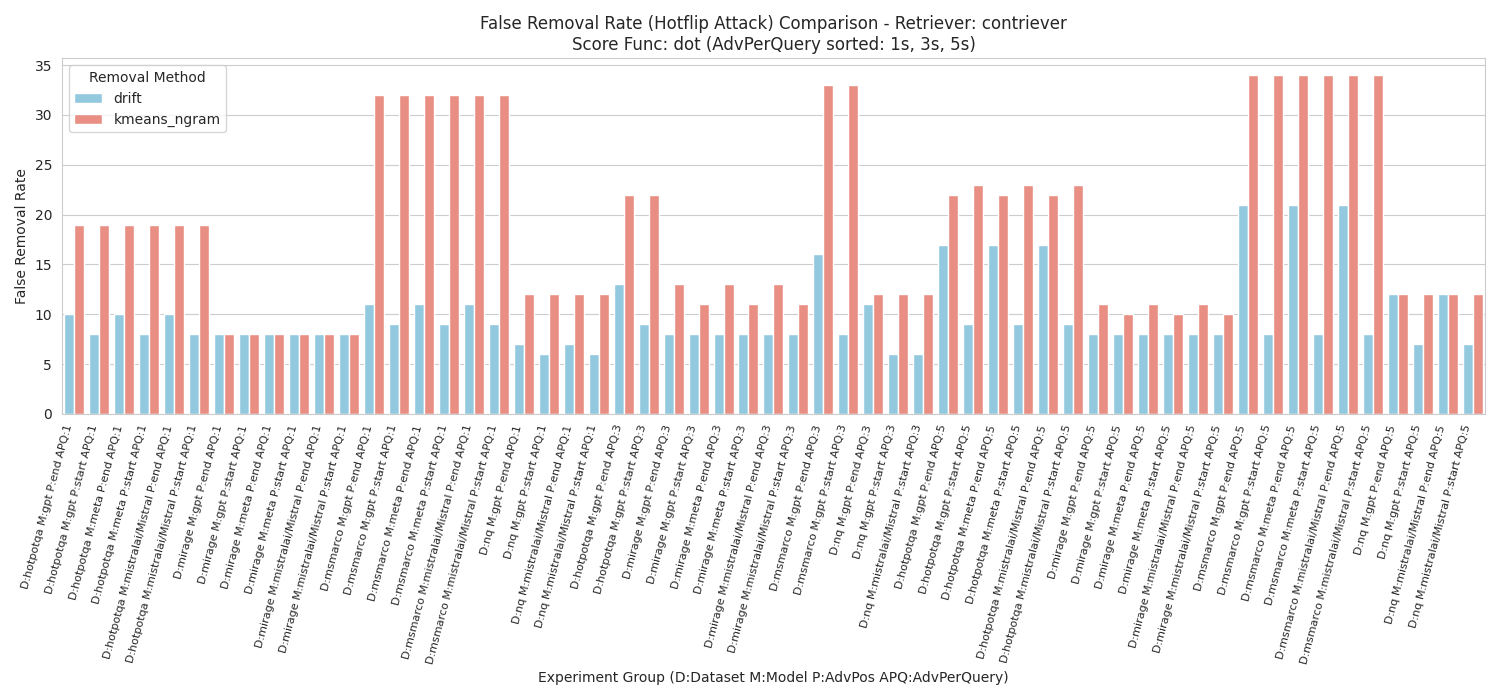 False Removal Rate (Hotflip Attack) Comparison - Retriever: contriever
Score Func: dot (AdvPerQuery sorted: 1s, 3s, 5s)
Removal Method
drift
kmeans_ngram
False Removal Rate
35
30
25
20
15
10
5
0
D:hotpotqa M:gpt P:end APQ:1
D:hotpotqa M:gpt P:start APQ:1
D:hotpotqa M:meta P:end APQ:1
D:hotpotqa M:meta P:start APQ:1
D:hotpotqa M:mistralai/Mistral P:end APQ:1
D:hotpotqa M:mistralai/Mistral P:start APQ:1
D:mirage M:gpt P:end APQ:1
D:mirage M:gpt P:start APQ:1
D:mirage M:meta P:end APQ:1
D:mirage M:meta P:start APQ:1
D:mirage M:mistralai/Mistral P:end APQ:1
D:mirage M:mistralai/Mistral P:start APQ:1
D:msmarco M:gpt P:end APQ:1
D:msmarco M:gpt P:start APQ:1
D:msmarco M:meta P:end APQ:1
D:msmarco M:meta P:start APQ:1
D:msmarco M:mistralai/Mistral P:end APQ:1
D:msmarco M:mistralai/Mistral P:start APQ:1
D:nq M:gpt P:end APQ:1
D:nq M:gpt P:start APQ:1
D:nq M:mistralai/Mistral P:end APQ:1
D:nq M:mistralai/Mistral P:start APQ:1
D:hotpotqa M:gpt P:end APQ:3
D:hotpotqa M:gpt P:start APQ:3
D:mirage M:gpt P:end APQ:3
D:mirage M:gpt P:start APQ:3
D:mirage M:meta P:end APQ:3
D:mirage M:meta P:start APQ:3
D:mirage M:mistralai/Mistral P:end APQ:3
D:mirage M:mistralai/Mistral P:start APQ:3
D:msmarco M:gpt P:end APQ:3
D:msmarco M:gpt P:start APQ:3
D:nq M:gpt P:end APQ:3
D:nq M:gpt P:start APQ:3
D:nq M:mistralai/Mistral P:start APQ:3
D:hotpotqa M:gpt P:end APQ:5
D:hotpotqa M:gpt P:start APQ:5
D:hotpotqa M:meta P:end APQ:5
D:hotpotqa M:meta P:start APQ:5
D:hotpotqa M:mistralai/Mistral P:end APQ:5
D:hotpotqa M:mistralai/Mistral P:start APQ:5
D:mirage M:gpt P:end APQ:5
D:mirage M:gpt P:start APQ:5
D:mirage M:meta P:end APQ:5
D:mirage M:meta P:start APQ:5
D:mirage M:mistralai/Mistral P:end APQ:5
D:mirage M:mistralai/Mistral P:start APQ:5
D:msmarco M:gpt P:end APQ:5
D:msmarco M:gpt P:start APQ:5
D:msmarco M:meta P:end APQ:5
D:msmarco M:meta P:start APQ:5
D:msmarco M:mistralai/Mistral P:end APQ:5
D:msmarco M:mistralai/Mistral P:start APQ:5
D:nq M:gpt P:end APQ:5
D:nq M:gpt P:start APQ:5
D:nq M:mistralai/Mistral P:end APQ:5
D:nq M:mistralai/Mistral P:start APQ:5
Experiment Group (D:Dataset M:Model P:AdvPos APQ:AdvPerQuery)